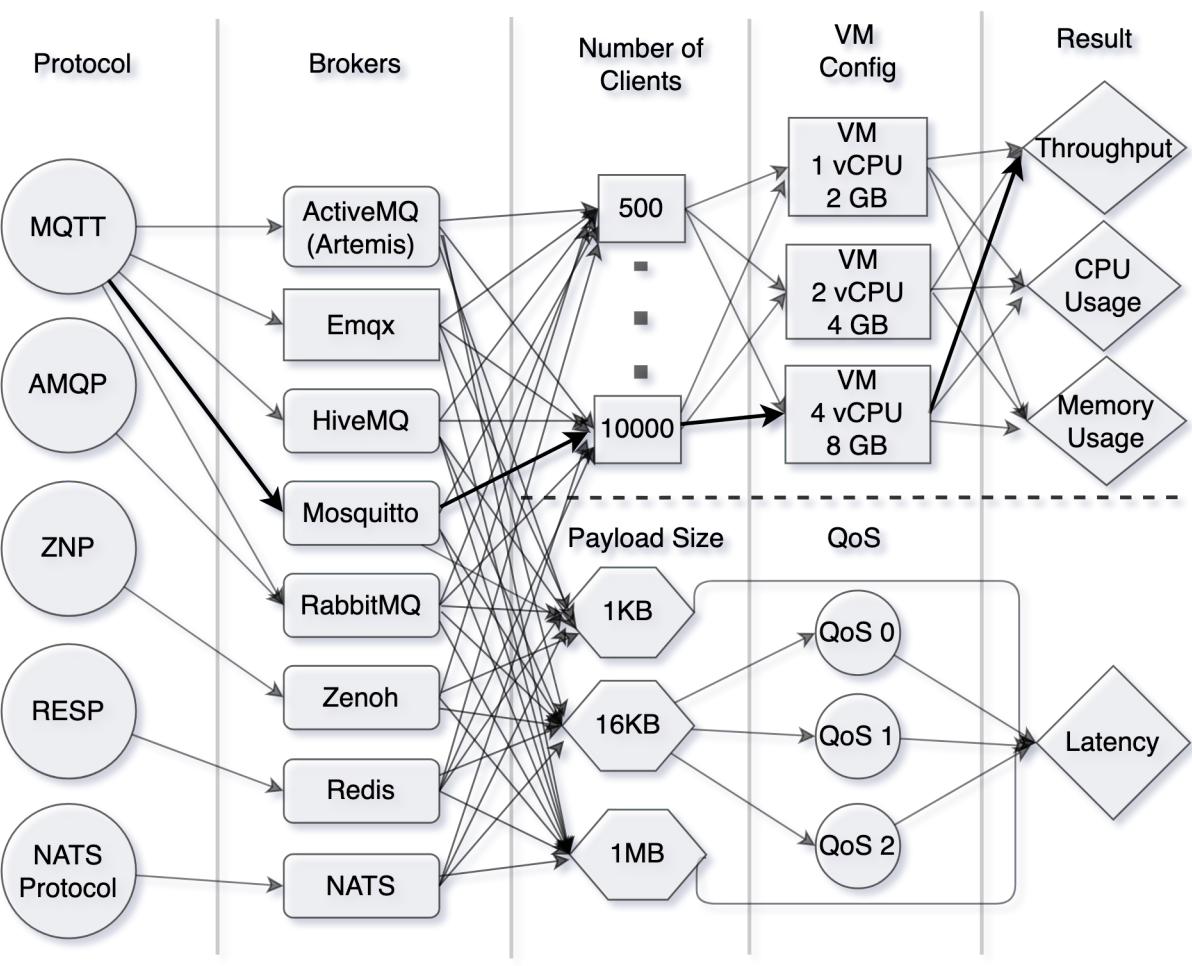 Protocol
Brokers
Number of
Clients
VM
Config
Result
MQTT
AMQP
ZNP
RESP
NATS
Protocol
ActiveMQ
(Artemis)
Emqx
HiveMQ
Mosquitto
RabbitMQ
Zenoh
Redis
NATS
500
10000
VM
1 vCPU
2 GB
VM
2 vCPU
4 GB
VM
4 vCPU
8 GB
Throughput
CPU
Usage
Memory
Usage
Payload Size
QoS
1KB
16KB
1MB
QoS 0
QoS 1
QoS 2
Latency